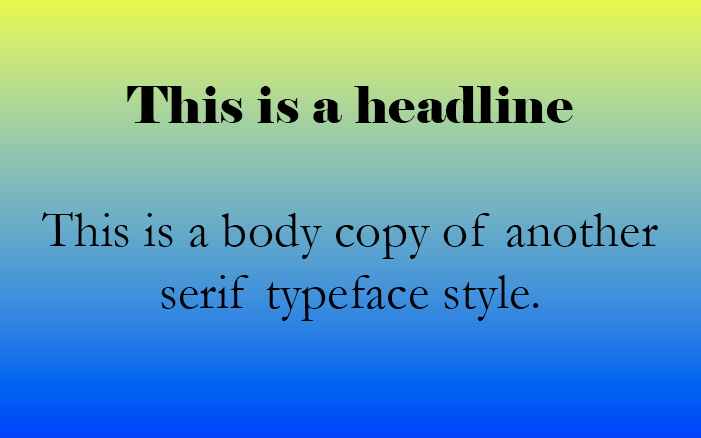 This is a headline
This is a body copy of another
serif typeface style.